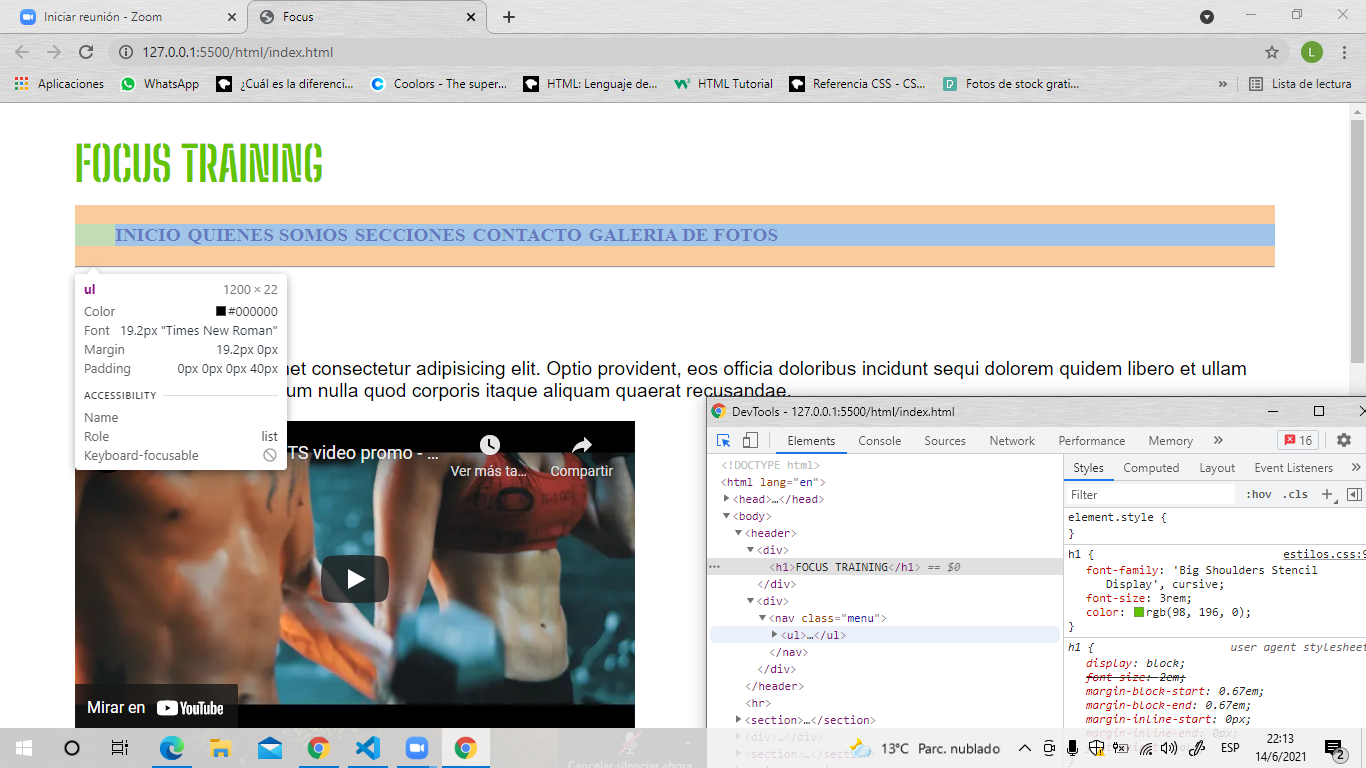 Iniciar reunión - Zoom
Focus
127.0.0.1:5500/html/index.html
L
Aplicaciones
WhatsApp
¿Cuál es la diferenci...
Coolors - The super...
HTML: Lenguaje de...
HTML Tutorial
Referencia CSS - CS...
Fotos de stock grati...
»
Lista de lectura
FOCUS TRAINING
INICIO QUIENES SOMOS SECCIONES CONTACTO GALERIA DE FOTOS
ul 1200 × 22
Color #000000
Font 19.2px "Times New Roman"
Margin 19.2px 0px
Padding 0px 0px 0px 40px
ACCESSIBILITY
Name
Role list
Keyboard-focusable
et consectetur adipisicing elit. Optio provident, eos officia doloribus incidunt sequi dolorem quidem libero et ullam
um nulla quod corporis itaque aliquam quaerat recusandae.
TS video promo - ...
Ver más ta...
Compartir
Mirar en YouTube
DevTools - 127.0.0.1:5500/html/index.html
Elements Console Sources Network Performance Memory » 16
<!DOCTYPE html>
<html lang="en">
<head>…</head>
<body>
<header>
<div>
<h1>FOCUS TRAINING</h1> == $0
</div>
<div>
<nav class="menu">
<ul>…</ul>
</nav>
</div>
</header>
<hr>
<section>…</section>
<div>…</div>
<section>…</section>
Styles Computed Layout Event Listeners »
Filter :hov .cls +
element.style {
}
h1 { estilos.css:9
font-family: 'Big Shoulders Stencil
Display', cursive;
font-size: 3rem;
color: rgb(98, 196, 0);
}
h1 { user agent stylesheet
display: block;
font-size: 2em;
margin-block-start: 0.67em;
margin-block-end: 0.67em;
margin-inline-start: 0px;
margin-inline-end: 0px;
Cancelar silenciar ahora
13°C Parc. nublado
ESP
22:13
14/6/2021
2